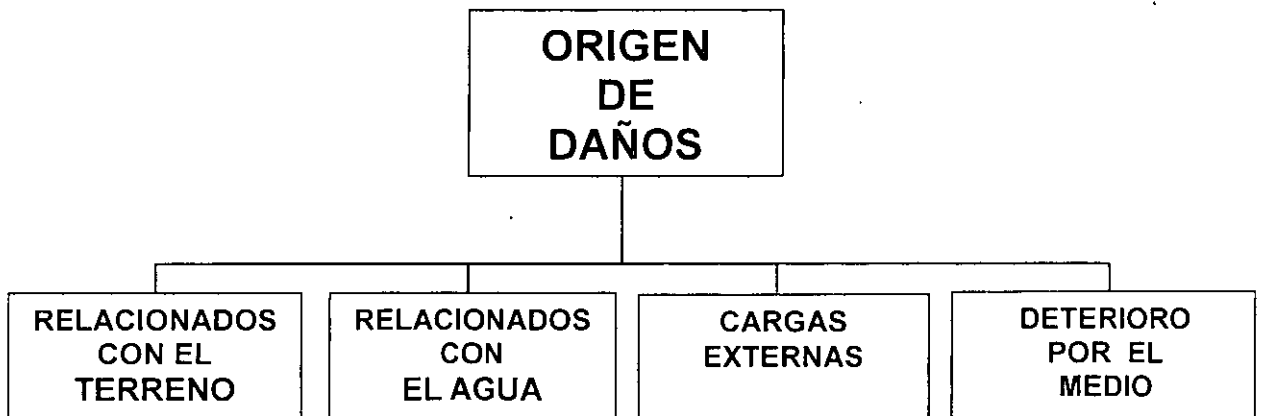 ORIGEN
DE
DAÑOS
RELACIONADOS
CON EL
TERRENO
RELACIONADOS
CON
EL AGUA
CARGAS
EXTERNAS
DETERIORO
POR EL
MEDIO